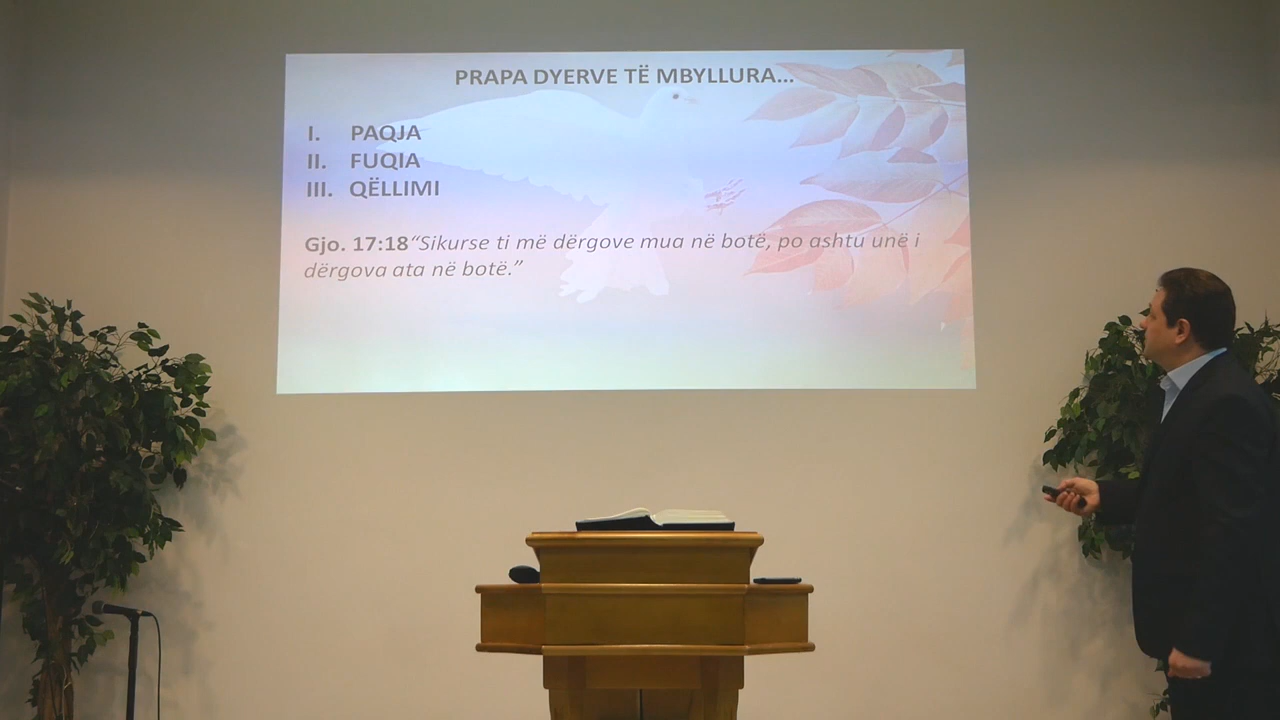 PRAPA DYERVE TË MBYLLURA...
I. PAQJA
II. FUQIA
III. QËLLIMI
Gjo. 17:18“Sikurse ti më dërgove mua në botë, po ashtu unë i
dërgova ata në botë.”